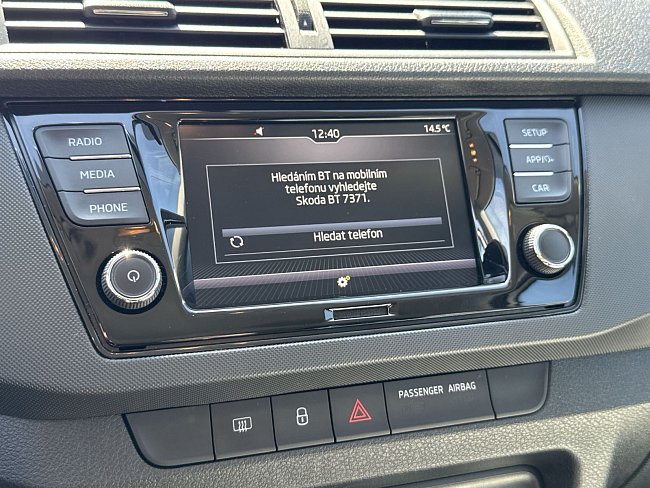 12:40
14.5°C
RADIO
MEDIA
PHONE
SETUP
APP/
CAR
Hledáním BT na mobilním
telefonu vyhledejte
Skoda BT 7371.
Hledat telefon
PASSENGER AIRBAG